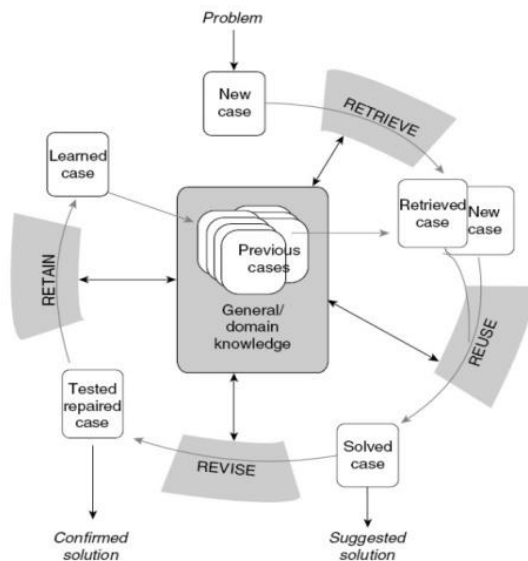 Problem
New
case
RETRIEVE
Learned
case
Retrieved
case
New
case
Previous
cases
General/
domain
knowledge
RETAIN
REUSE
Tested
repaired
case
REVISE
Solved
case
Confirmed
solution
Suggested
solution